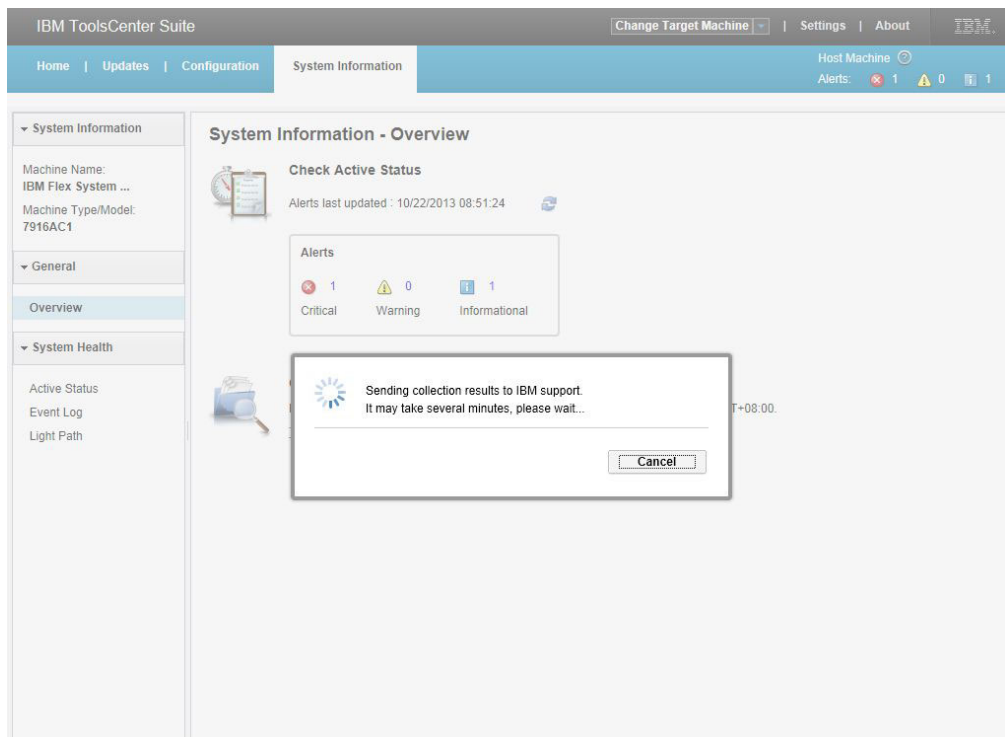 IBM ToolsCenter Suite
Change Target Machine | Settings | About IBM.
Home | Updates | Configuration System Information
Host Machine
Alerts: 1 0 1
System Information
Machine Name:
IBM Flex System ...
Machine Type/Model:
7916AC1
General
Overview
System Health
Active Status
Event Log
Light Path
System Information - Overview
Check Active Status
Alerts last updated : 10/22/2013 08:51:24
Alerts
1 0 1
Critical Warning Informational
Sending collection results to IBM support.
It may take several minutes, please wait...
T+08:00.
Cancel